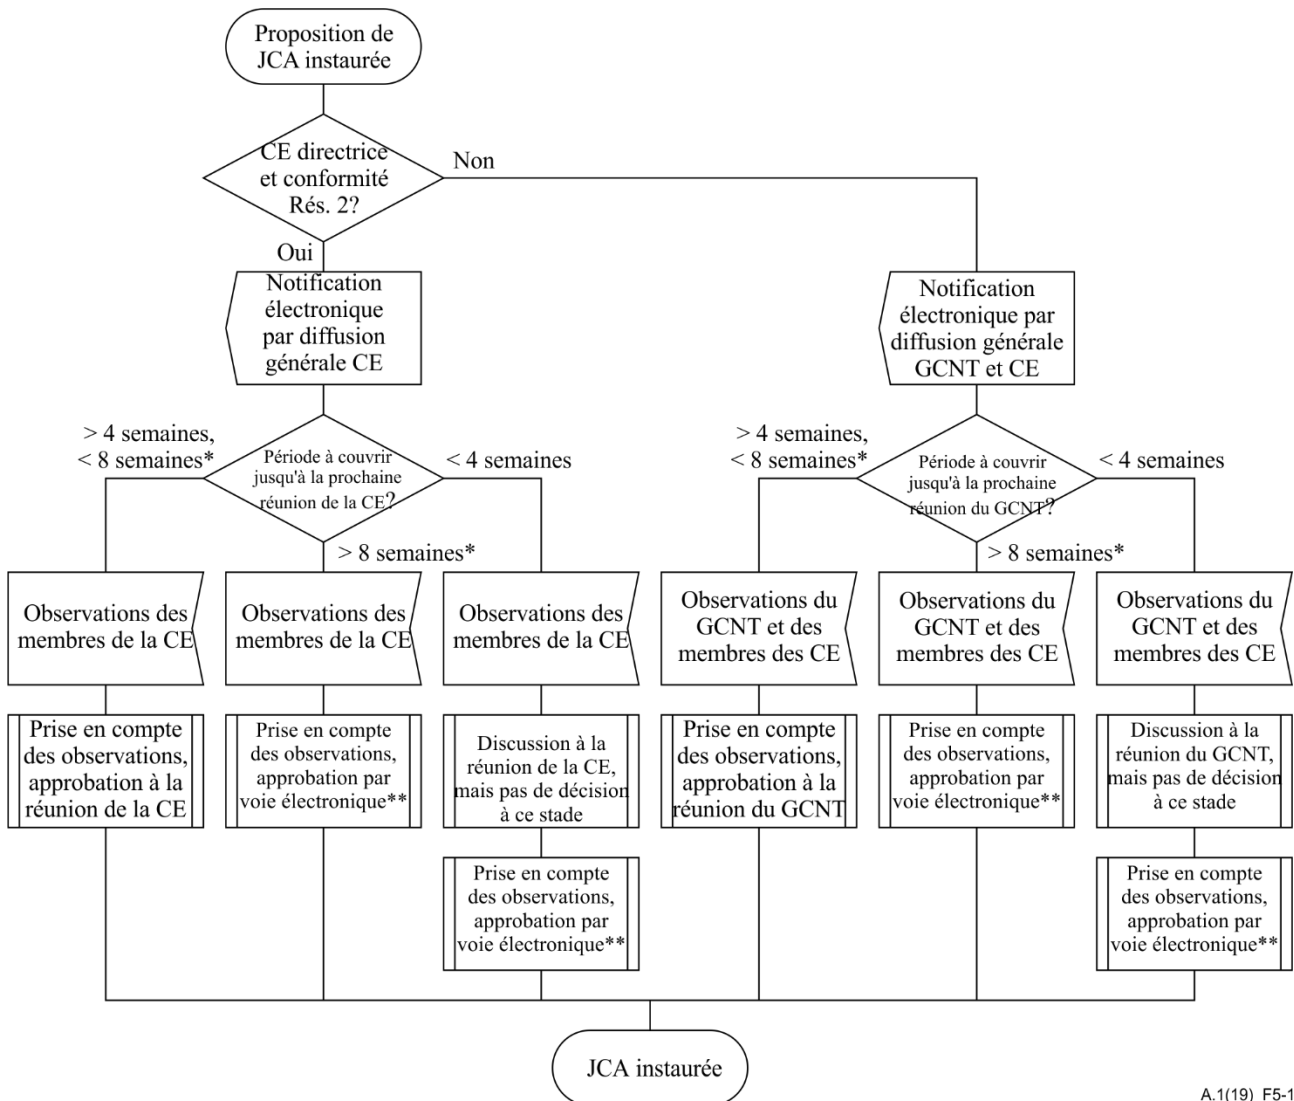 Proposition de
JCA instaurée
CE directrice
et conformité
Rés. 2?
Non
Oui
Notification
électronique
par diffusion
générale CE
Notification
électronique par
diffusion générale
GCNT et CE
> 4 semaines,
< 8 semaines*
Période à couvrir
jusqu'à la prochaine
réunion de la CE?
< 4 semaines
> 8 semaines*
> 4 semaines,
< 8 semaines*
Période à couvrir
jusqu'à la prochaine
réunion du GCNT?
< 4 semaines
> 8 semaines*
Observations des
membres de la CE
Observations des
membres de la CE
Observations des
membres de la CE
Observations du
GCNT et des
membres des CE
Observations du
GCNT et des
membres des CE
Observations du
GCNT et des
membres des CE
Prise en compte
des observations,
approbation à la
réunion de la CE
Prise en compte
des observations,
approbation par
voie électronique**
Discussion à la
réunion de la CE,
mais pas de décision
à ce stade
Prise en compte
des observations,
approbation à la
réunion du GCNT
Prise en compte
des observations,
approbation par
voie électronique**
Discussion à la
réunion du GCNT,
mais pas de décision
à ce stade
Prise en compte
des observations,
approbation par
voie électronique**
Prise en compte
des observations,
approbation par
voie électronique**
JCA instaurée
A.1(19)_F5-1